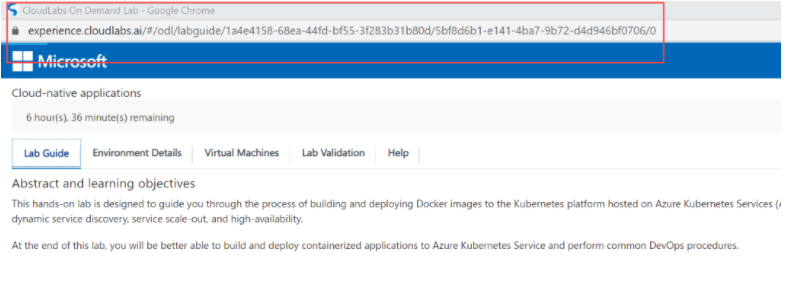 CloudLabs On Demand Lab - Google Chrome
experience.cloudlabs.ai/#/odl/labguide/1a4e4158-68ea-44fd-bf55-3f283b31b80d/5bf8d6b1-e141-4ba7-9b72-d4d946bf0706/0
Microsoft
Cloud-native applications
6 hour(s), 36 minute(s) remaining
Lab Guide Environment Details Virtual Machines Lab Validation Help
Abstract and learning objectives
This hands-on lab is designed to guide you through the process of building and deploying Docker images to the Kubernetes platform hosted on Azure Kubernetes Services (
dynamic service discovery, service scale-out, and high-availability.
At the end of this lab, you will be better able to build and deploy containerized applications to Azure Kubernetes Service and perform common DevOps procedures.